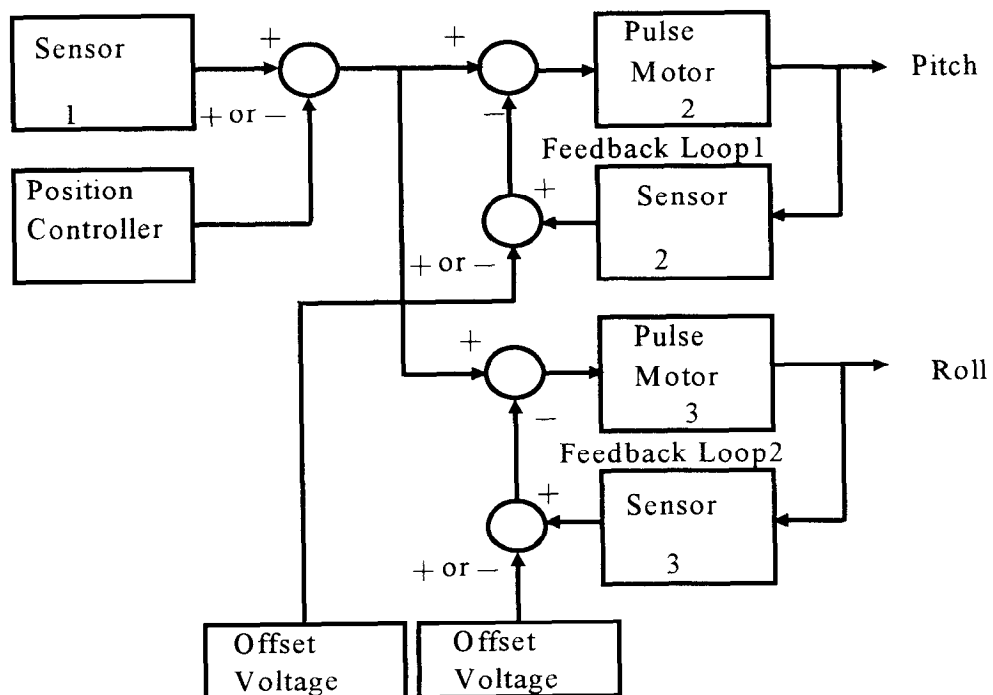 Sensor
1
+
+ or −
Position
Controller
+
−
Pulse
Motor
2
Pitch
Feedback Loop1
+
Sensor
2
+ or −
+
−
Pulse
Motor
3
Roll
Feedback Loop2
+
Sensor
3
+ or −
Offset
Voltage
Offset
Voltage